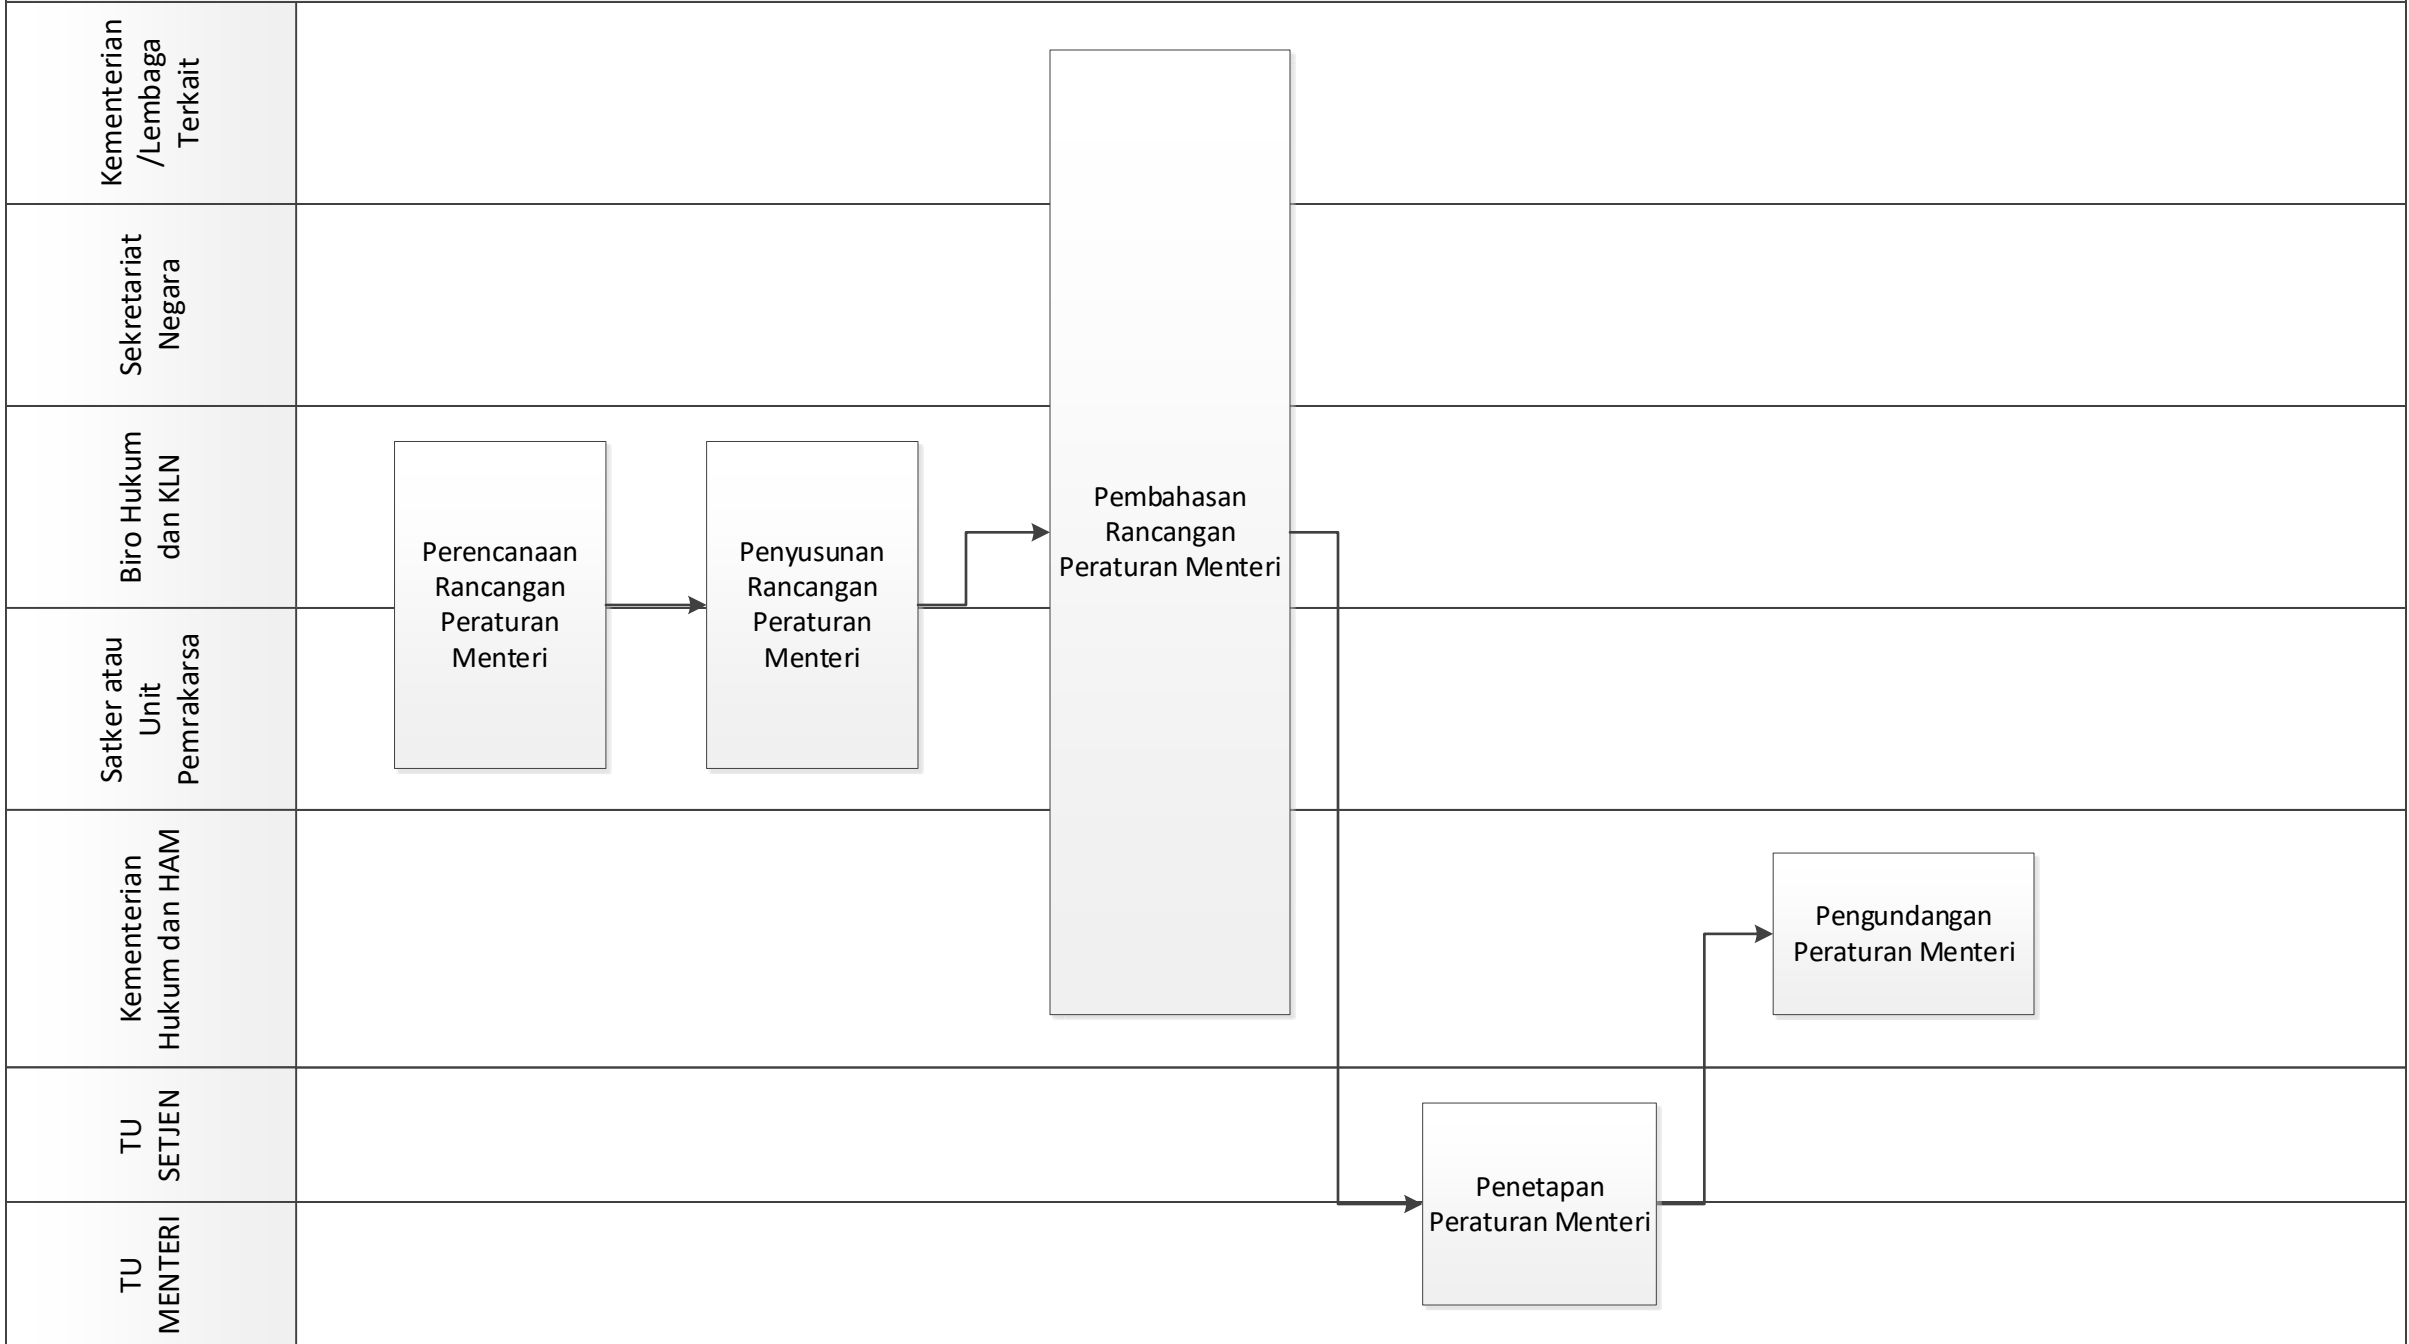 Kementerian
/Lembaga
Terkait
Sekretariat
Negara
Biro Hukum
dan KLN
Satker atau
Unit
Pemrakarsa
Kementerian
Hukum dan HAM
TU
SETJEN
TU
MENTERI
Perencanaan
Rancangan
Peraturan
Menteri
Penyusunan
Rancangan
Peraturan
Menteri
Pembahasan
Rancangan
Peraturan Menteri
Penetapan
Peraturan Menteri
Pengundangan
Peraturan Menteri